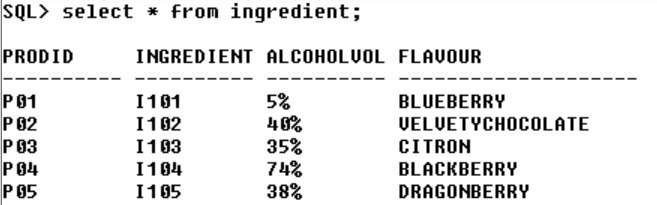 SQL> select * from ingredient;
PRODID INGREDIENT ALCOHOLVOL FLAVOUR
---------- ---------- ---------- --------------------
P01 I101 5% BLUEBERRY
P02 I102 40% VELVETYCHOCOLATE
P03 I103 35% CITRON
P04 I104 74% BLACKBERRY
P05 I105 38% DRAGONBERRY